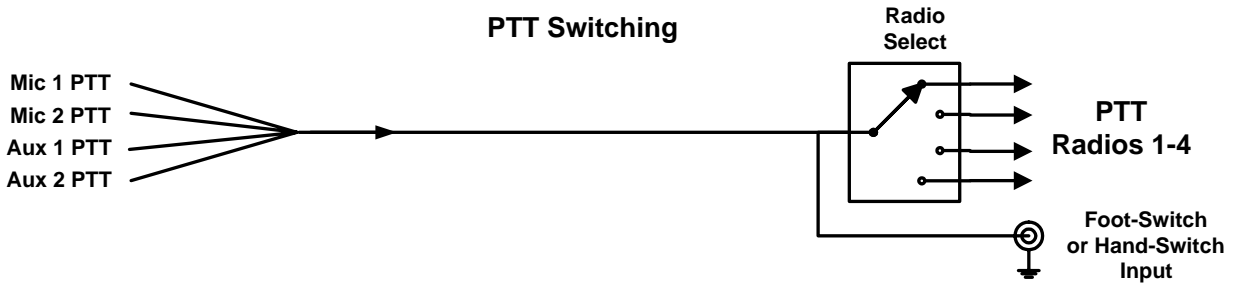 PTT Switching
Radio
Select
Mic 1 PTT
Mic 2 PTT
Aux 1 PTT
Aux 2 PTT
PTT
Radios 1-4
Foot-Switch
or Hand-Switch
Input